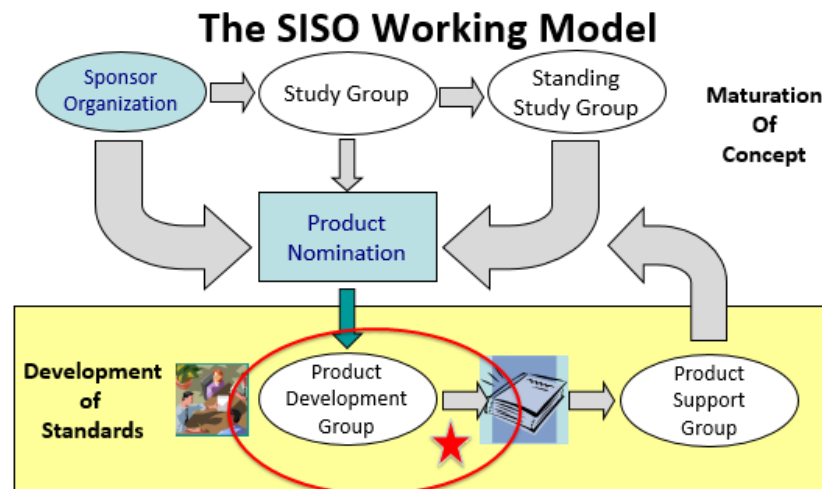 The SISO Working Model
Sponsor
Organization
Study Group
Standing
Study Group
Maturation
Of
Concept
Product
Nomination
Development
of
Standards
Product
Development
Group
Product
Support
Group